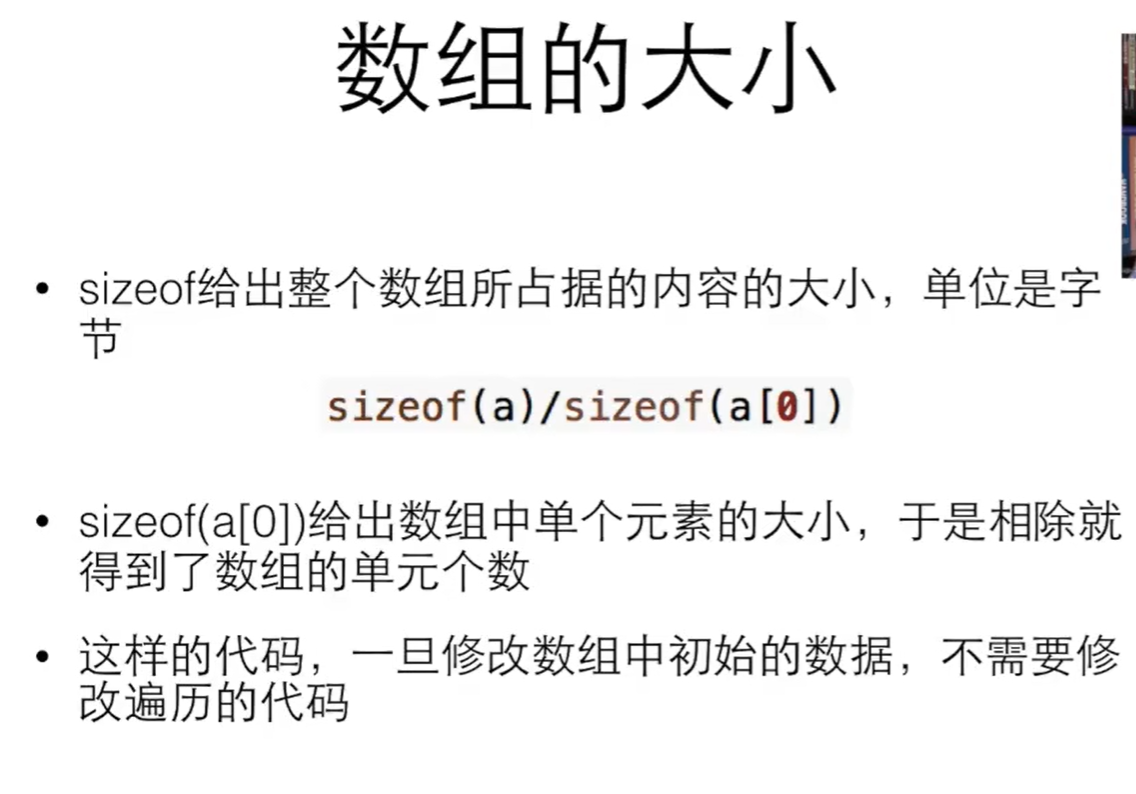 数组的大小
• sizeof给出整个数组所占据的内容的大小，单位是字
节
sizeof(a)/sizeof(a[0])
• sizeof(a[0])给出数组中单个元素的大小，于是相除就
得到了数组的单元个数
• 这样的代码，一旦修改数组中初始的数据，不需要修
改遍历的代码